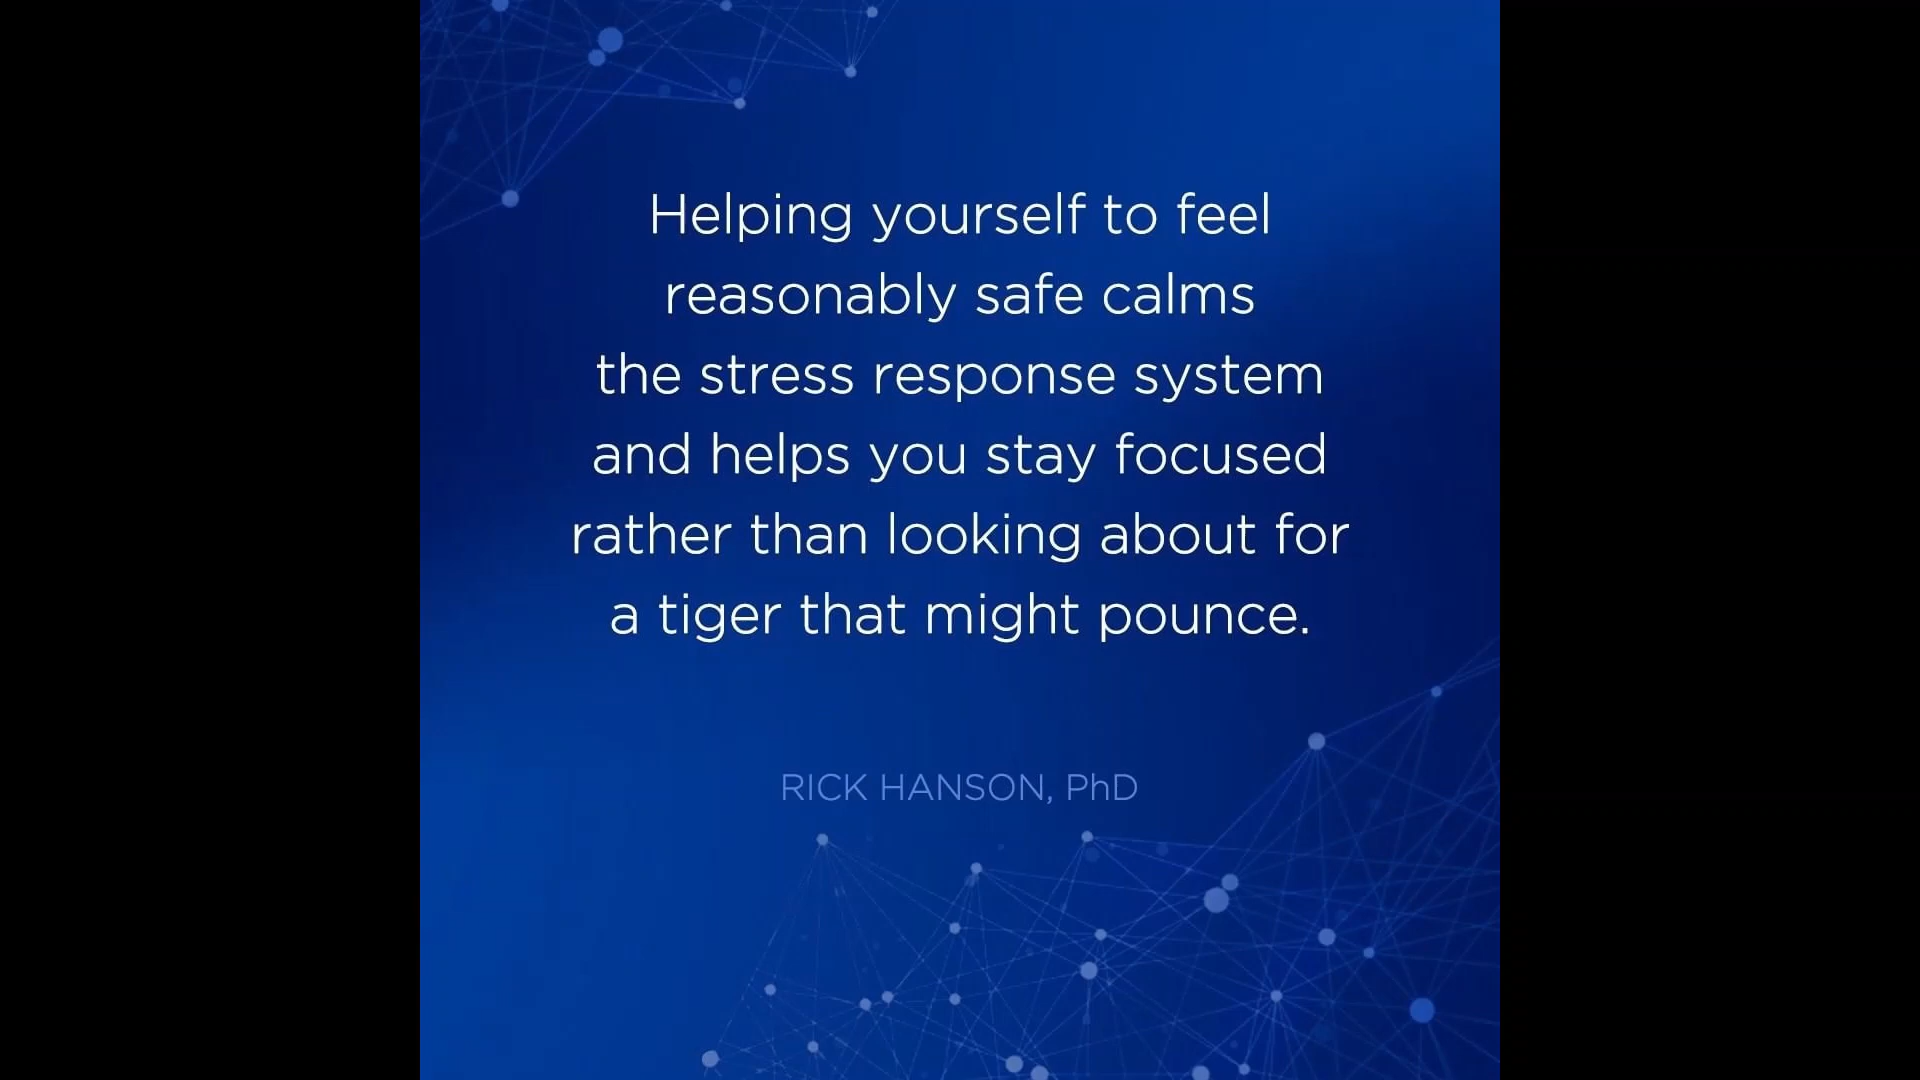 Helping yourself to feel
reasonably safe calms
the stress response system
and helps you stay focused
rather than looking about for
a tiger that might pounce.
RICK HANSON, PhD